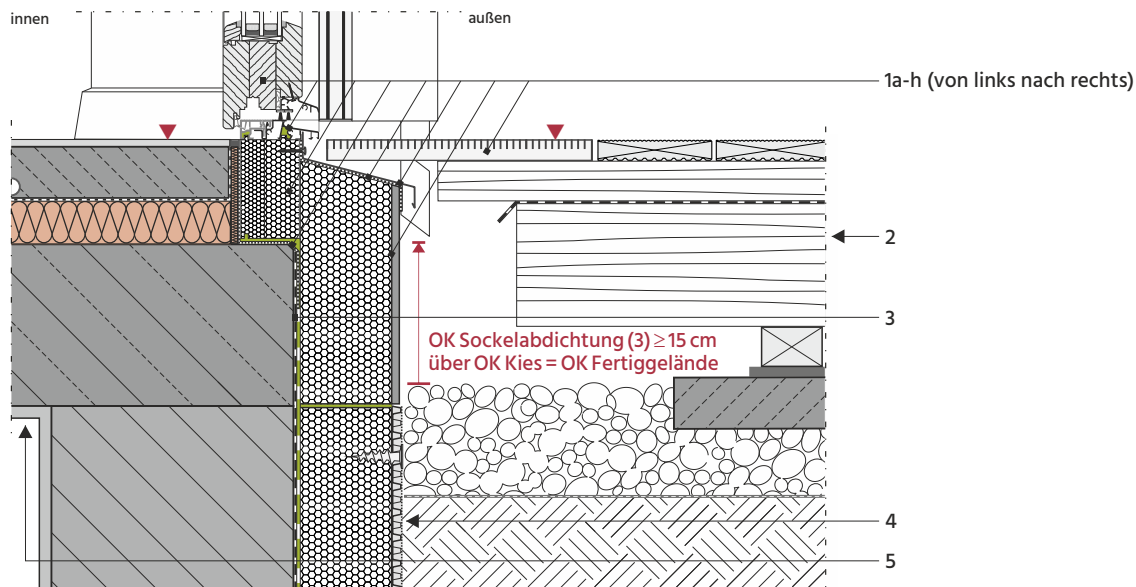 innen
außen
1a-h (von links nach rechts)
2
3
OK Sockelabdichtung (3) ≥ 15 cm
über OK Kies = OK Fertiggelände
4
5